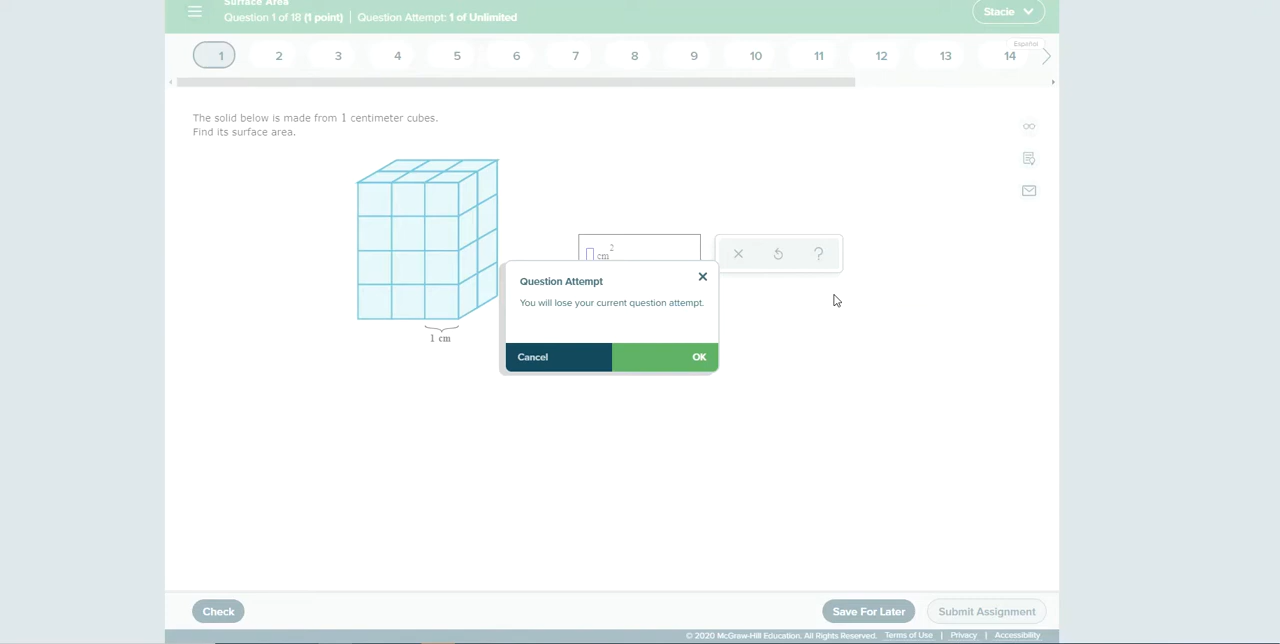 Surface Area
Question 1 of 18 (1 point) | Question Attempt: 1 of Unlimited
Stacie
Español
1 2 3 4 5 6 7 8 9 10 11 12 13 14
The solid below is made from 1 centimeter cubes.
Find its surface area.
cm²
?
Question Attempt
You will lose your current question attempt.
Cancel OK
1 cm
Check Save For Later Submit Assignment
© 2020 McGraw-Hill Education. All Rights Reserved. Terms of Use | Privacy | Accessibility